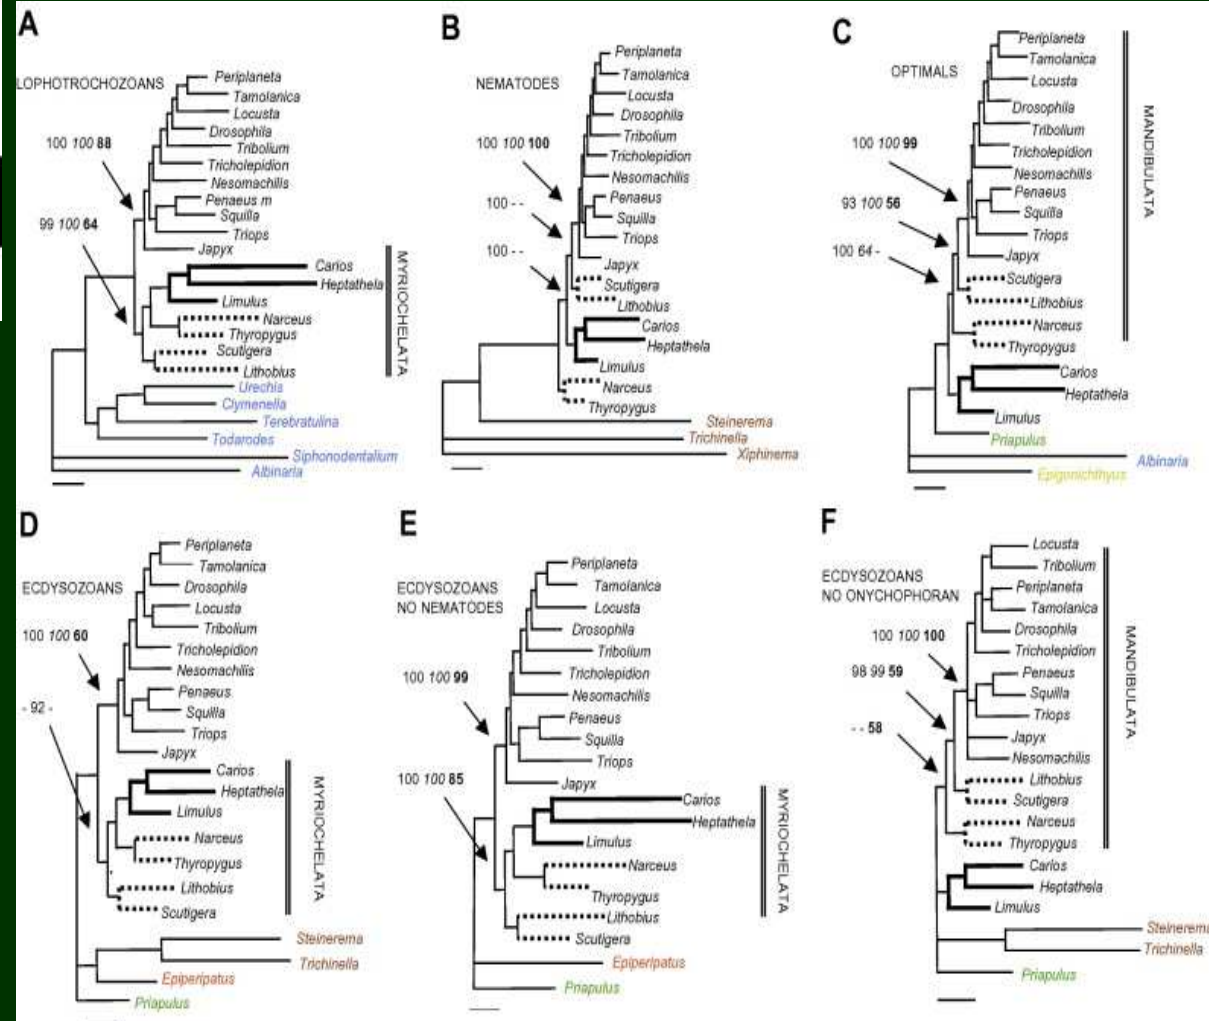 A
LOPHOTROCHOZOANS
Periplaneta
Tamolanica
Locusta
Drosophila
Tribolium
Tricholepidion
Nesomachilis
Penaeus m
Squilla
Triops
Japyx
Carios
Heptathela
Limulus
Narceus
Thyropygus
Scutigera
Lithobius
Urechis
Clymenella
Terebratulina
Todarodes
Siphonodentalium
Albinaria
100 100 88
99 100 64
MYRIOCHELATA
B
NEMATODES
Periplaneta
Tamolanica
Locusta
Drosophila
Tribolium
Tricholepidion
Nesomachilis
Penaeus
Squilla
Triops
Japyx
Scutigera
Lithobius
Carios
Heptathela
Limulus
Narceus
Thyropygus
Steinerema
Trichinella
Xiphinema
100 100 100
100 - -
100 - -
C
OPTIMALS
Periplaneta
Tamolanica
Locusta
Drosophila
Tribolium
Tricholepidion
Nesomachilis
Penaeus
Squilla
Triops
Japyx
Scutigera
Lithobius
Narceus
Thyropygus
Carios
Heptathela
Limulus
Priapulus
Albinaria
Epigonichthyus
100 100 99
93 100 56
100 64 -
MANDIBULATA
D
ECDYSOZOANS
Periplaneta
Tamolanica
Drosophila
Locusta
Tribolium
Tricholepidion
Nesomachilis
Penaeus
Squilla
Triops
Japyx
Carios
Heptathela
Limulus
Narceus
Thyropygus
Lithobius
Scutigera
Steinerema
Trichinella
Epiperipatus
Priapulus
100 100 60
- 92 -
MYRIOCHELATA
E
ECDYSOZOANS
NO NEMATODES
Periplaneta
Tamolanica
Locusta
Drosophila
Tribolium
Tricholepidion
Nesomachilis
Penaeus
Squilla
Triops
Japyx
Carios
Heptathela
Limulus
Narceus
Thyropygus
Lithobius
Scutigera
Epiperipatus
Priapulus
100 100 99
100 100 85
MYRIOCHELATA
F
ECDYSOZOANS
NO ONYCHOPHORAN
Locusta
Tribolium
Periplaneta
Tamolanica
Drosophila
Tricholepidion
Penaeus
Squilla
Triops
Japyx
Nesomachilis
Lithobius
Scutigera
Narceus
Thyropygus
Carios
Heptathela
Limulus
Steinerema
Trichinella
Priapulus
100 100 100
98 99 59
- - 58
MANDIBULATA